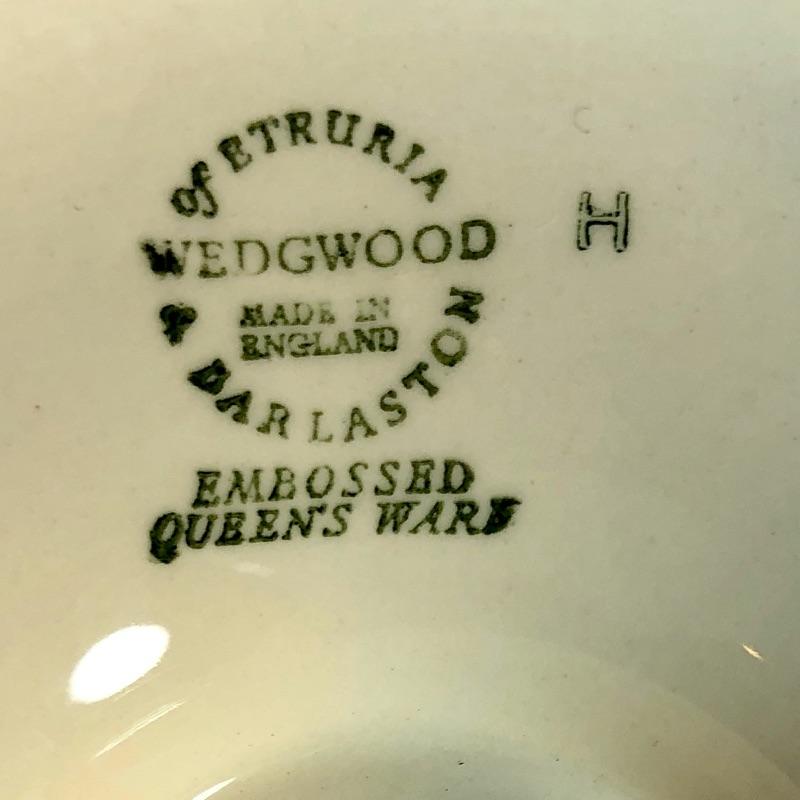 of ETRURIA
WEDGWOOD
MADE IN
ENGLAND
& BARLASTON
EMBOSSED
QUEEN'S WARE
H